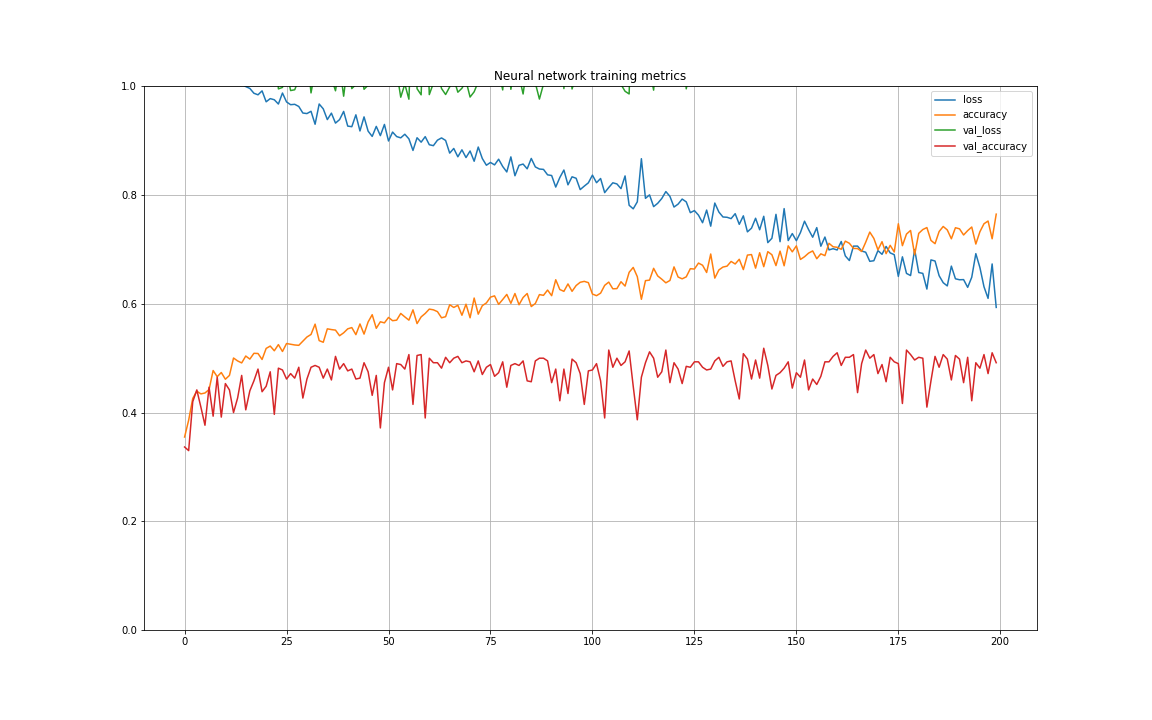 Neural network training metrics
1.0
0.8
0.6
0.4
0.2
0.0
0 25 50 75 100 125 150 175 200
loss
accuracy
val_loss
val_accuracy